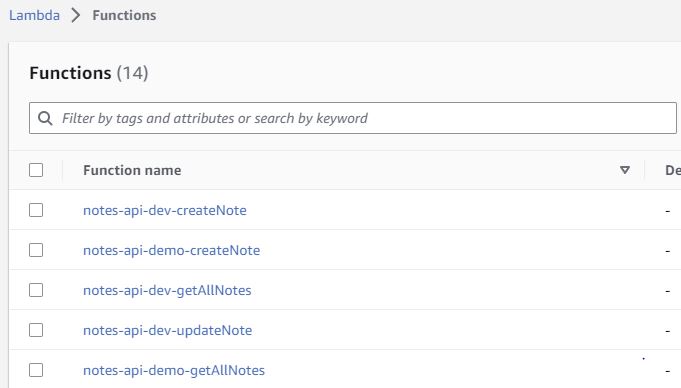 Lambda > Functions
Functions (14)
Filter by tags and attributes or search by keyword
Function name De
notes-api-dev-createNote -
notes-api-demo-createNote -
notes-api-dev-getAllNotes -
notes-api-dev-updateNote -
notes-api-demo-getAllNotes -